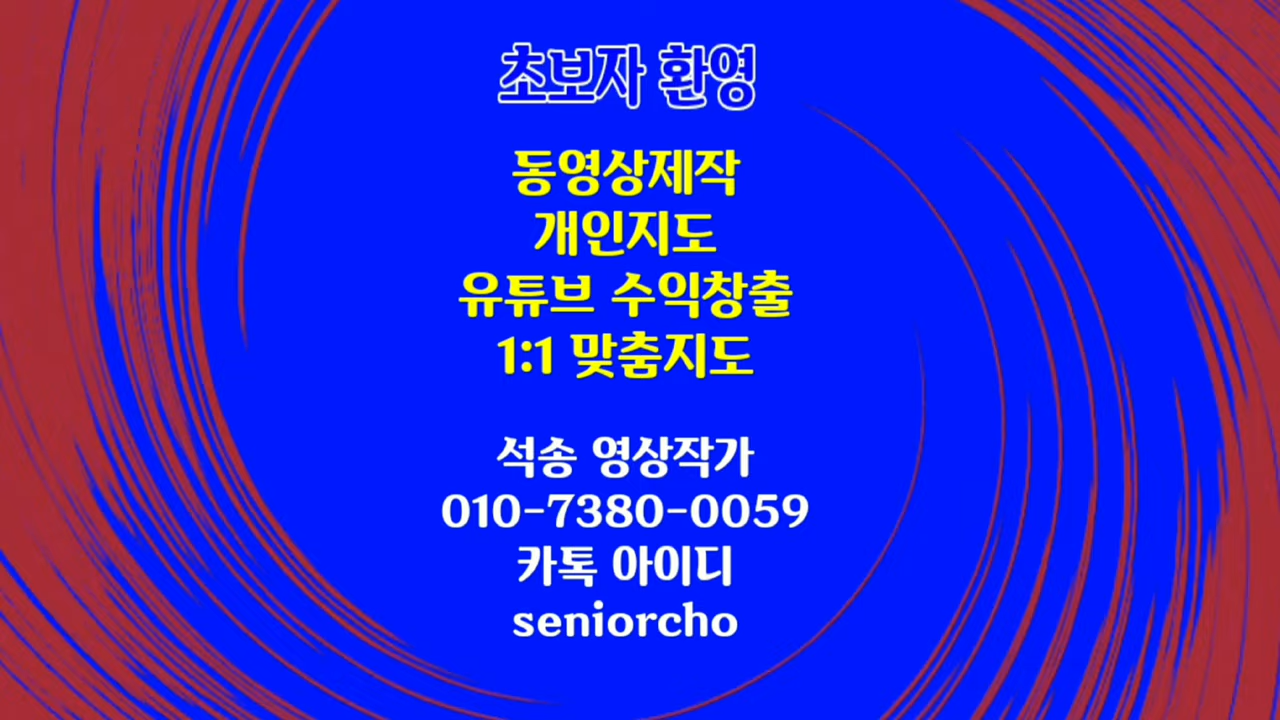 초보자 환영
동영상제작
개인지도
유튜브 수익창출
1:1 맞춤지도
석송 영상작가
010-7380-0059
카톡 아이디
seniorcho